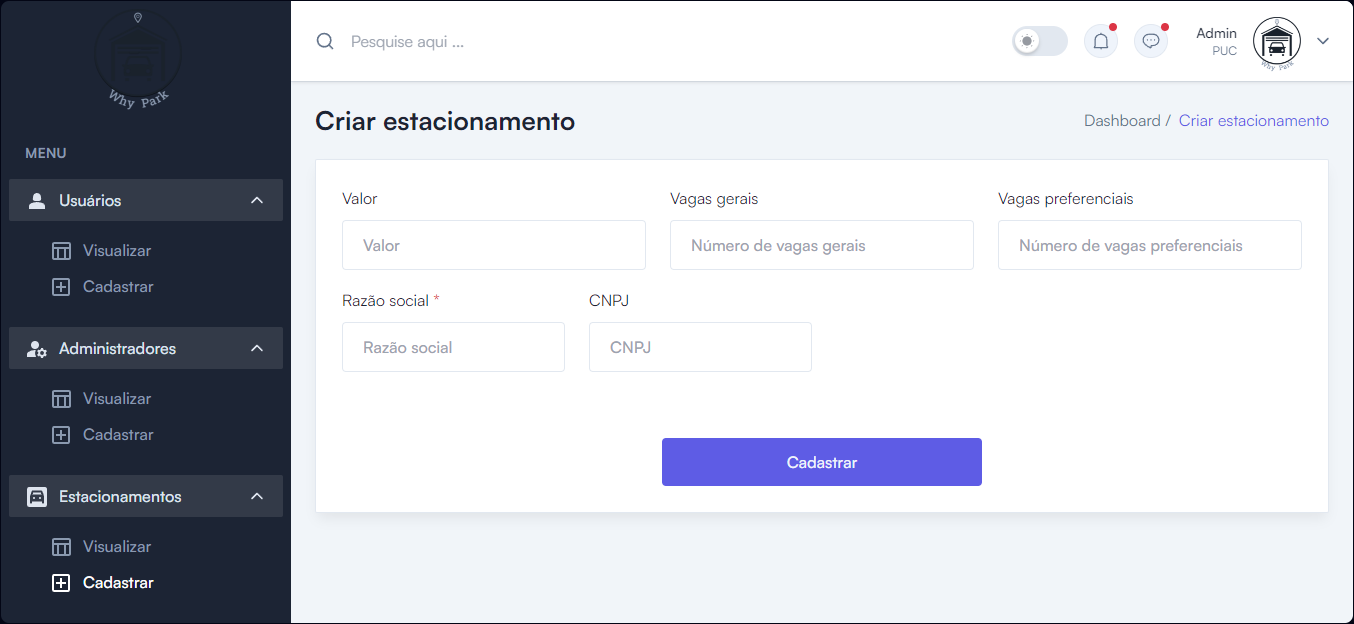 Why Park
MENU
Usuários
Visualizar
Cadastrar
Administradores
Visualizar
Cadastrar
Estacionamentos
Visualizar
Cadastrar
Pesquise aqui ...
Admin
PUC
Why Park
Criar estacionamento
Dashboard / Criar estacionamento
Valor
Vagas gerais
Vagas preferenciais
Valor
Número de vagas gerais
Número de vagas preferenciais
Razão social *
CNPJ
Razão social
CNPJ
Cadastrar